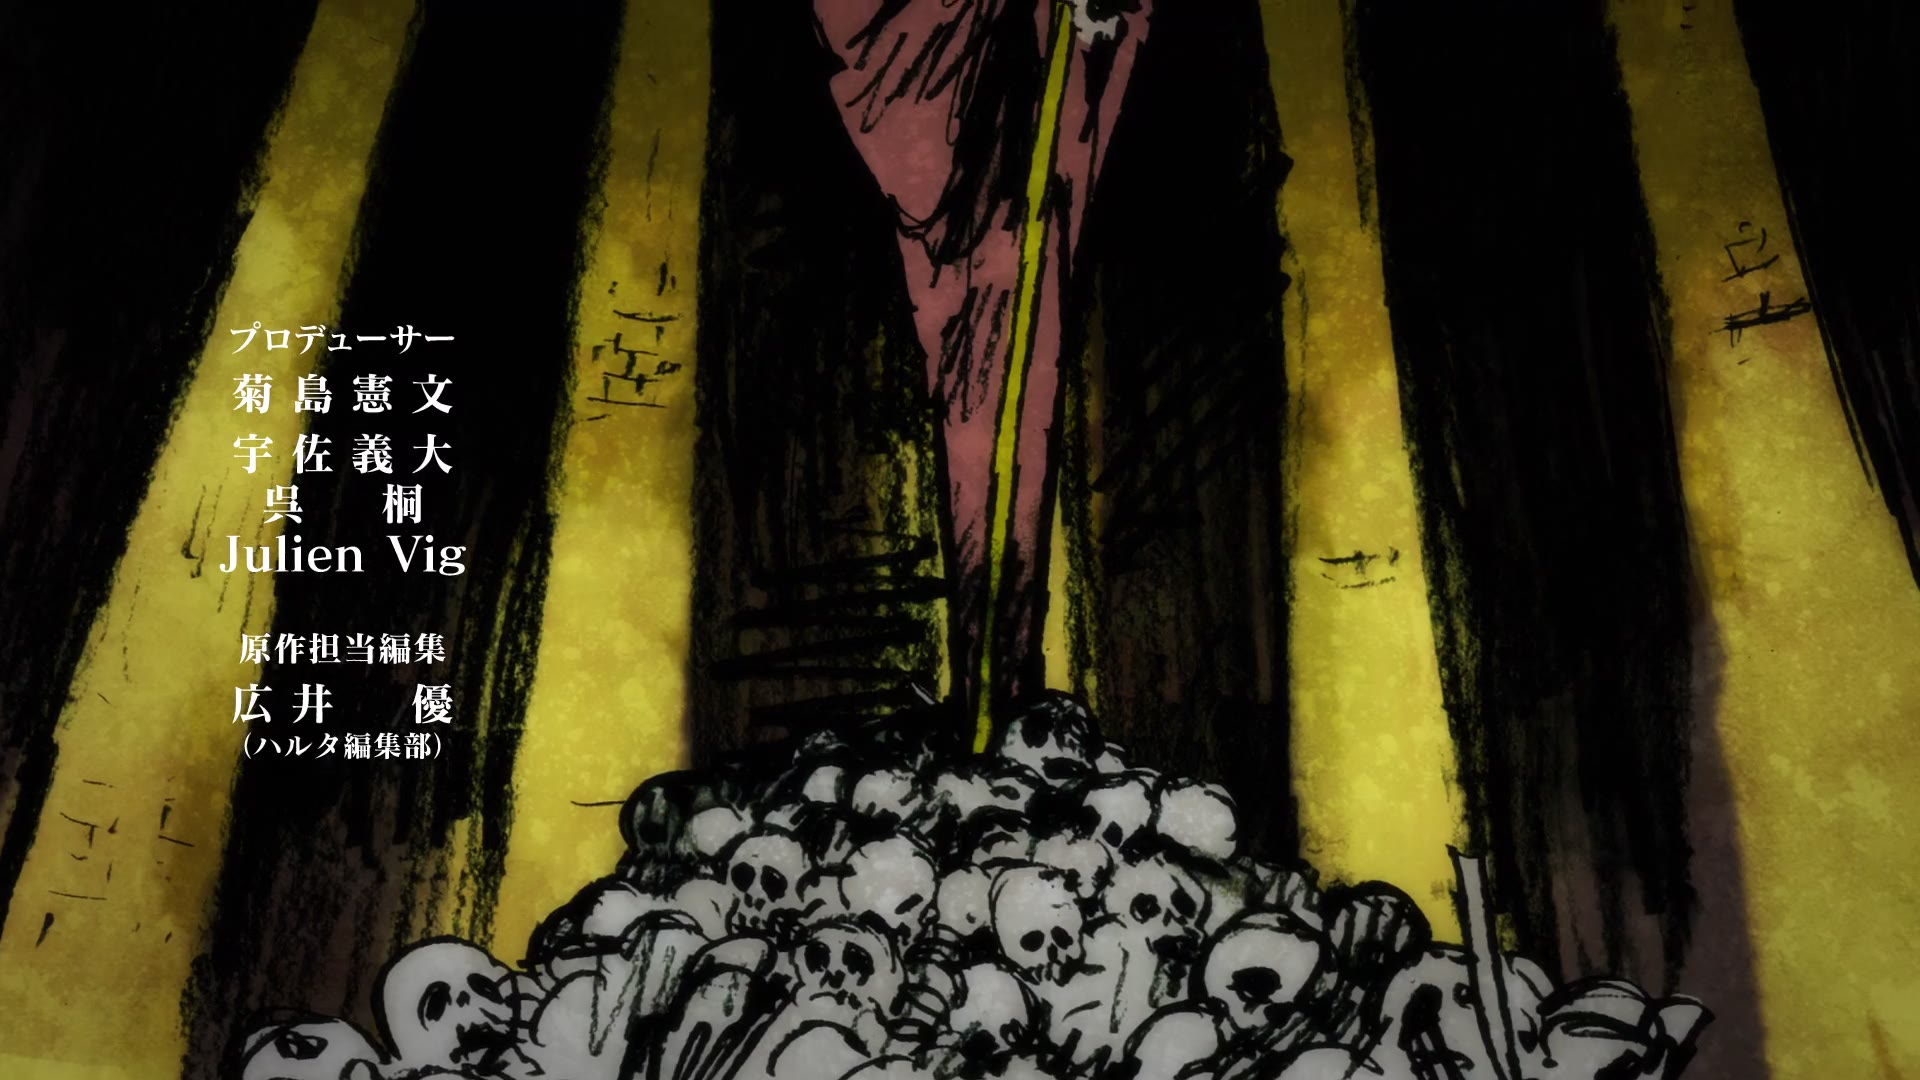 プロデューサー
菊島憲文
宇佐義大
呉 桐
Julien Vig
原作担当編集
広井 優
(ハルタ編集部)